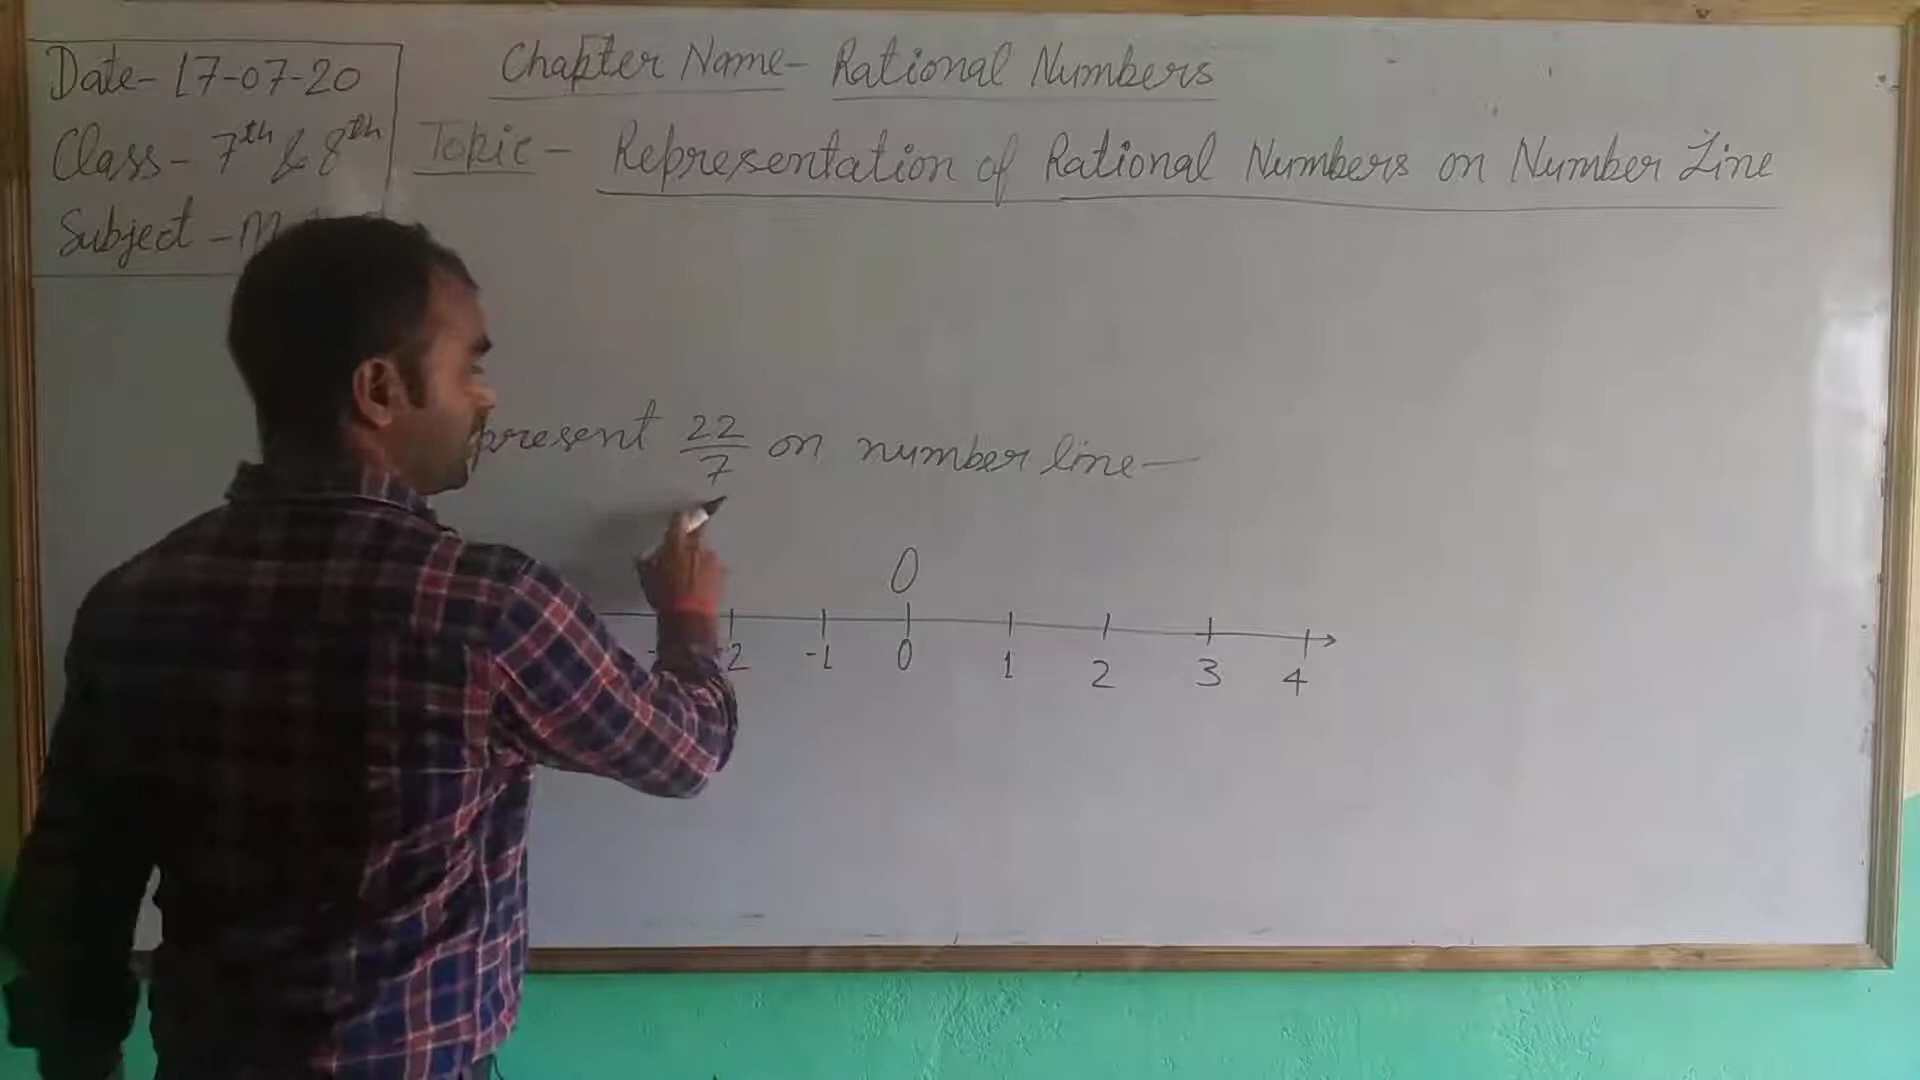 Date- 17-07-20
Chapter Name- Rational Numbers
Class- 7th & 8th
Topic- Representation of Rational Numbers on Number Line
Subject -
present 22/7 on number line-
0
2 -1 0 1 2 3 4